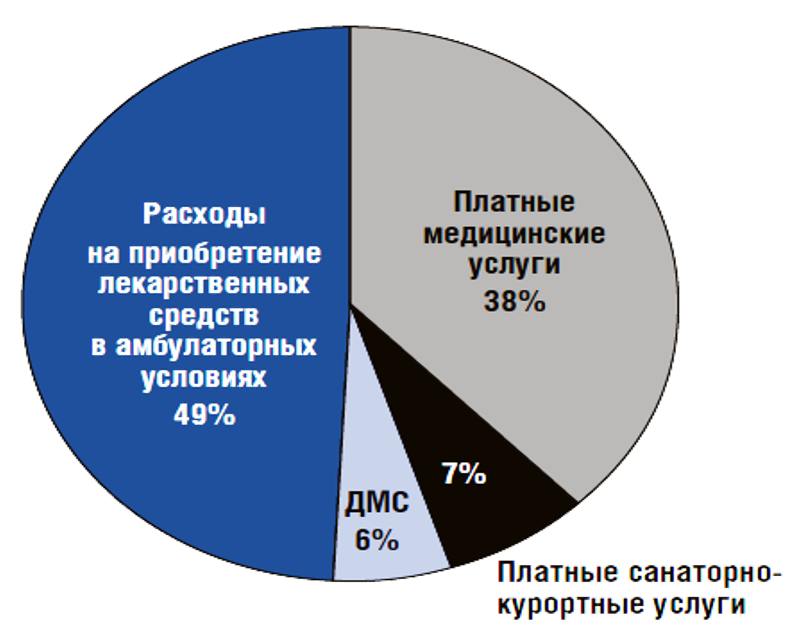 Расходы
на приобретение
лекарственных
средств
в амбулаторных
условиях
49%
Платные
медицинские
услуги
38%
7%
ДМС
6%
Платные санаторно-
курортные услуги